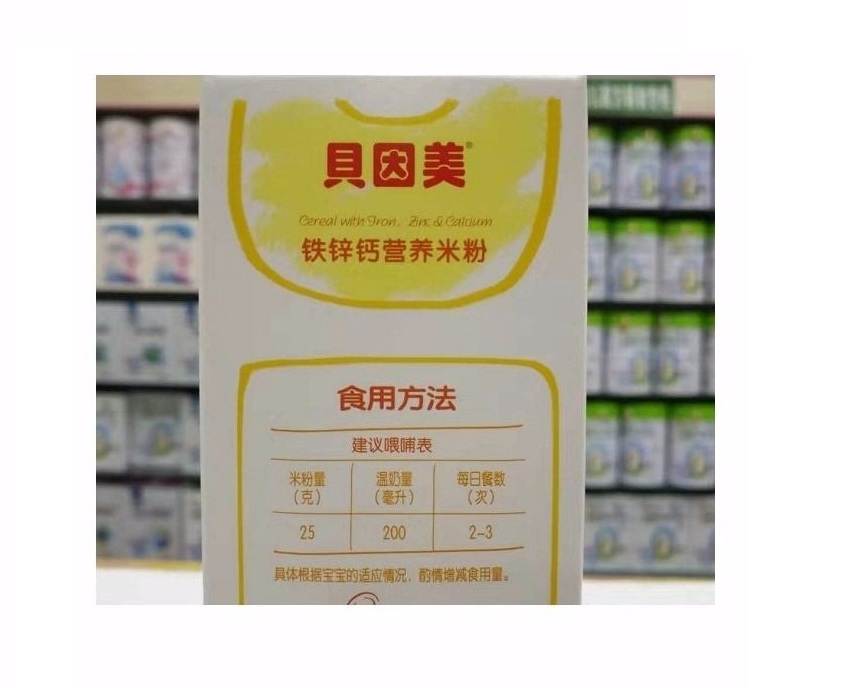 贝因美®
Cereal with Iron, Zinc & Calcium
铁锌钙营养米粉
食用方法
建议喂哺表
米粉量 温奶量 每日餐数
（克） （毫升） （次）
25 200 2-3
具体根据宝宝的适应情况，酌情增减食用量。